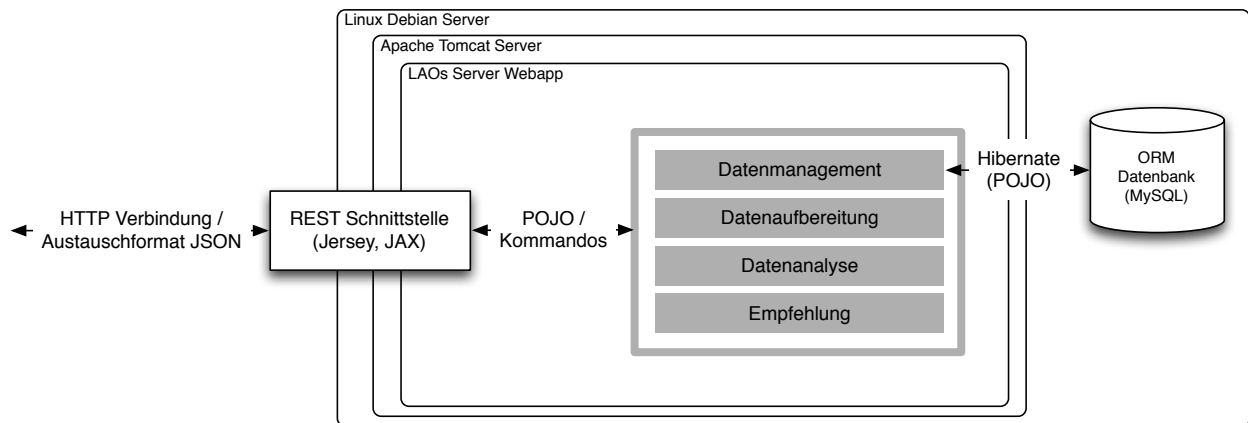 Linux Debian Server
Apache Tomcat Server
LAOs Server Webapp
HTTP Verbindung /
Austauschformat JSON
REST Schnittstelle
(Jersey, JAX)
POJO /
Kommandos
Datenmanagement
Datenaufbereitung
Datenanalyse
Empfehlung
Hibernate
(POJO)
ORM
Datenbank
(MySQL)